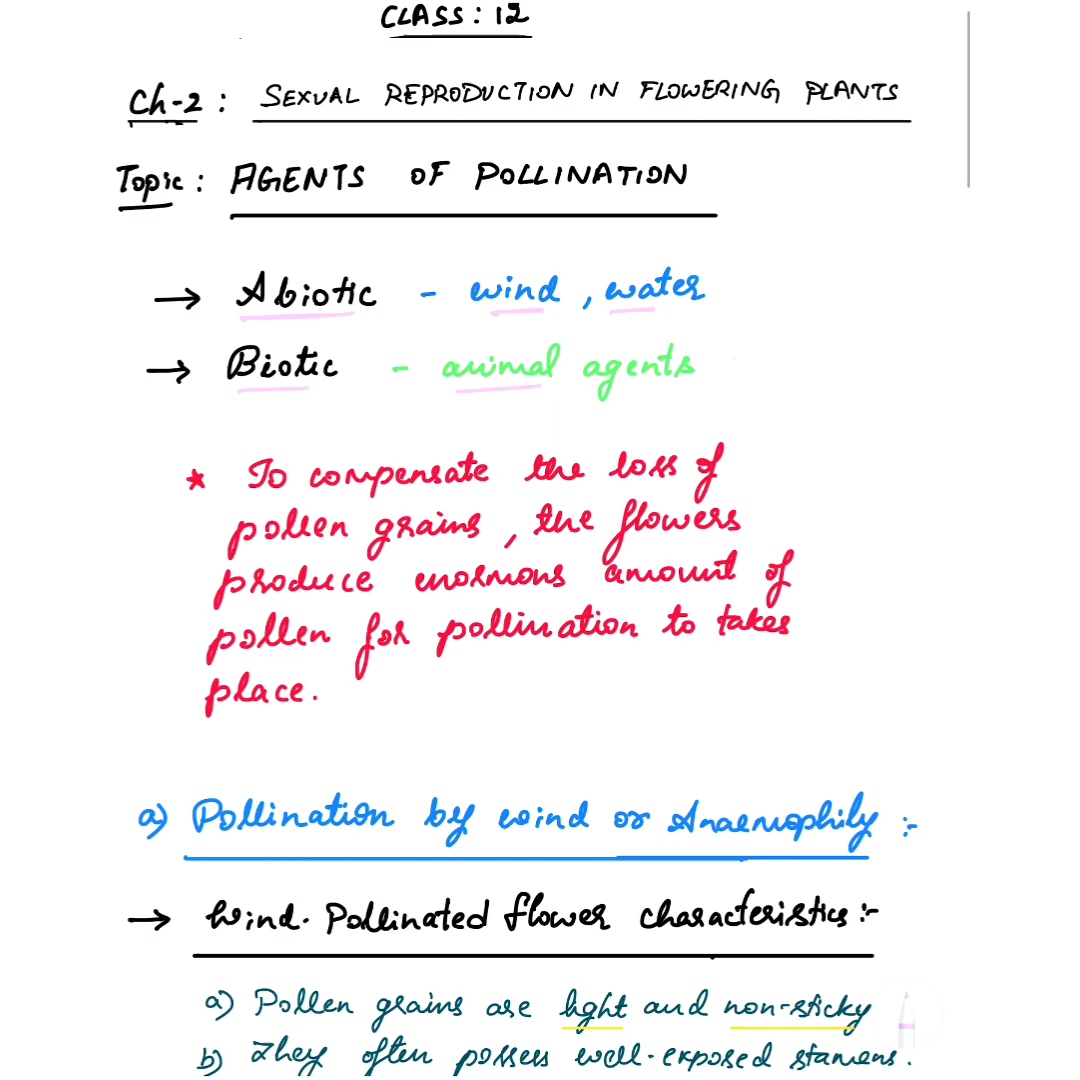 CLASS : 12
Ch-2 : SEXUAL REPRODUCTION IN FLOWERING PLANTS
Topic : AGENTS OF POLLINATION
→ Abiotic - wind, water
→ Biotic - animal agents
* To compensate the loss of
pollen grains, the flowers
produce enormous amount of
pollen for pollination to takes
place.
a) Pollination by wind or Anaemophily :-
→ Wind-Pollinated flower characteristics :-
a) Pollen grains are light and non-sticky
b) They often possess well-exposed stamens.